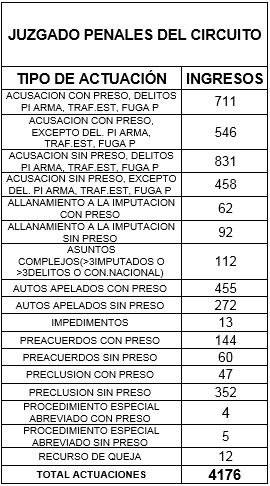 JUZGADO PENALES DEL CIRCUITO
TIPO DE ACTUACIÓN INGRESOS
ACUSACION CON PRESO, DELITOS
PI ARMA, TRAF.EST, FUGA P 711
ACUSACION CON PRESO,
EXCEPTO DEL. PI ARMA, 546
TRAF.EST, FUGA P
ACUSACION SIN PRESO, DELITOS
PI ARMA, TRAF.EST, FUGA P 831
ACUSACION SIN PRESO, EXCEPTO
DEL. PI ARMA, TRAF.EST, FUGA P 458
ALLANAMIENTO A LA IMPUTACION
CON PRESO 62
ALLANAMIENTO A LA IMPUTACION
SIN PRESO 92
ASUNTOS
COMPLEJOS(>3IMPUTADOS O 112
>3DELITOS O CON.NACIONAL)
AUTOS APELADOS CON PRESO 455
AUTOS APELADOS SIN PRESO 272
IMPEDIMENTOS 13
PREACUERDOS CON PRESO 144
PREACUERDOS SIN PRESO 60
PRECLUSION CON PRESO 47
PRECLUSION SIN PRESO 352
PROCEDIMIENTO ESPECIAL
ABREVIADO CON PRESO 4
PROCEDIMIENTO ESPECIAL
ABREVIADO SIN PRESO 5
RECURSO DE QUEJA 12
TOTAL ACTUACIONES 4176